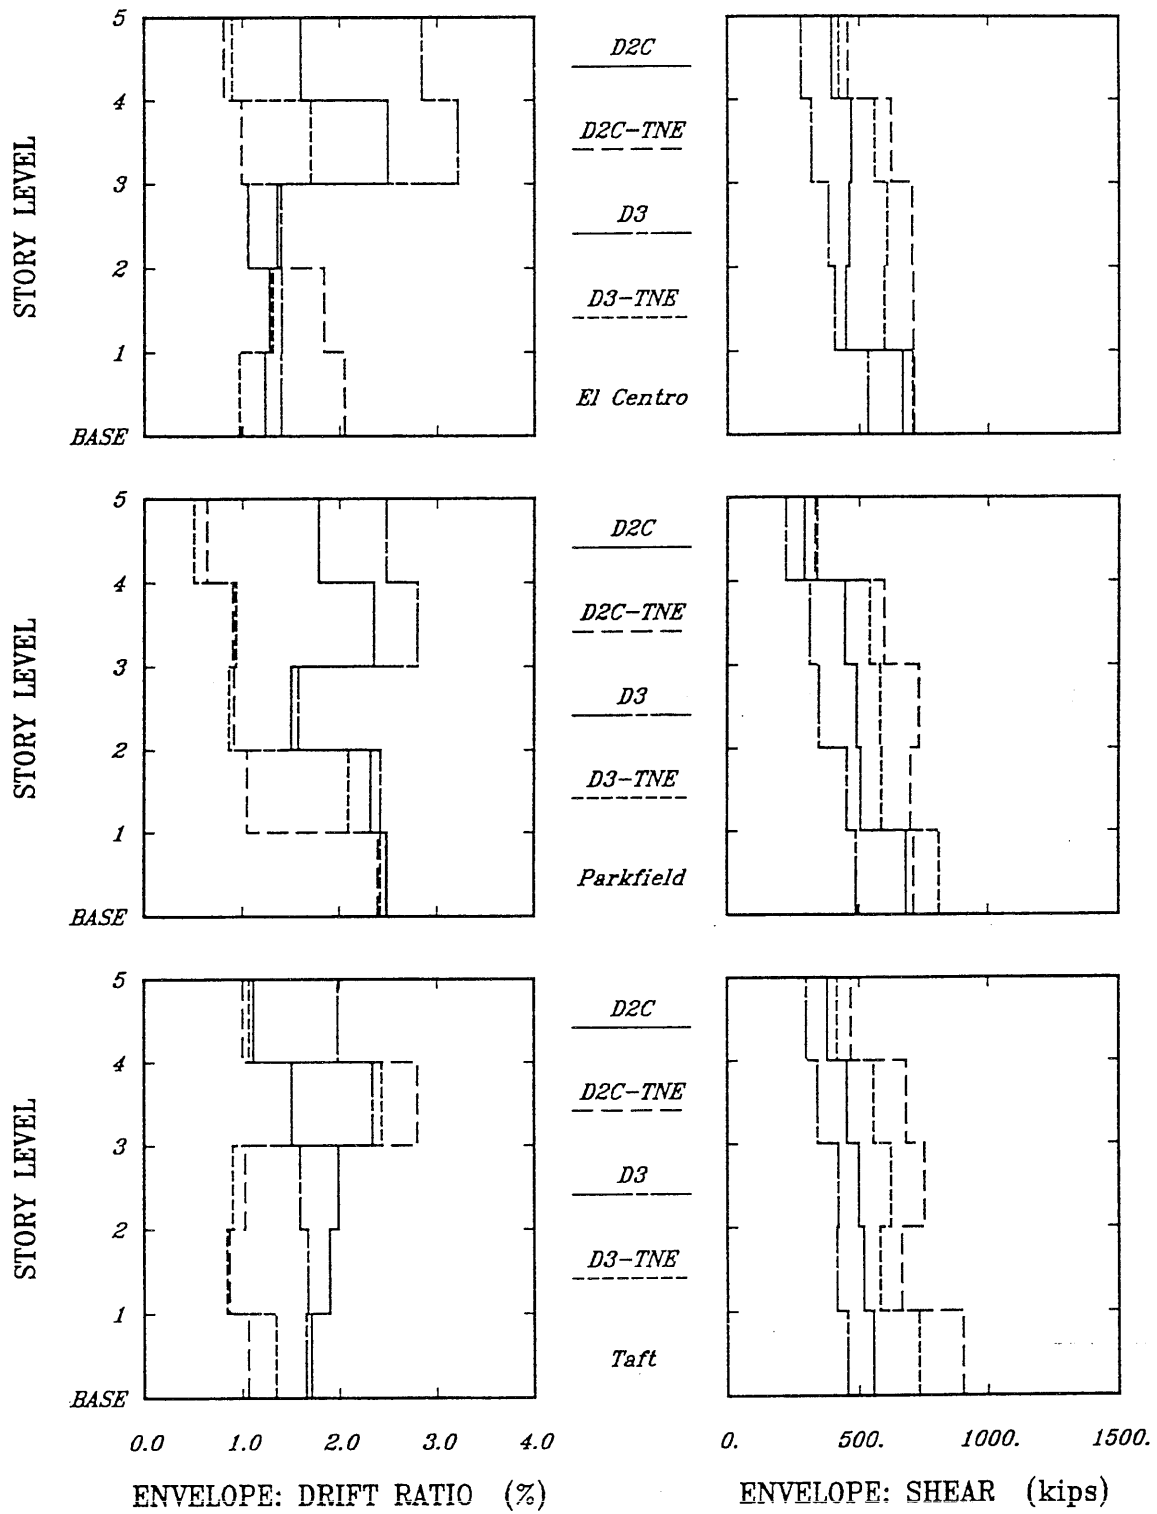 STORY LEVEL
5
4
3
2
1
BASE
D2C
D2C-TNE
D3
D3-TNE
El Centro
STORY LEVEL
5
4
3
2
1
BASE
D2C
D2C-TNE
D3
D3-TNE
Parkfield
STORY LEVEL
5
4
3
2
1
BASE
D2C
D2C-TNE
D3
D3-TNE
Taft
0.0 1.0 2.0 3.0 4.0
0. 500. 1000. 1500.
ENVELOPE: DRIFT RATIO (%)
ENVELOPE: SHEAR (kips)